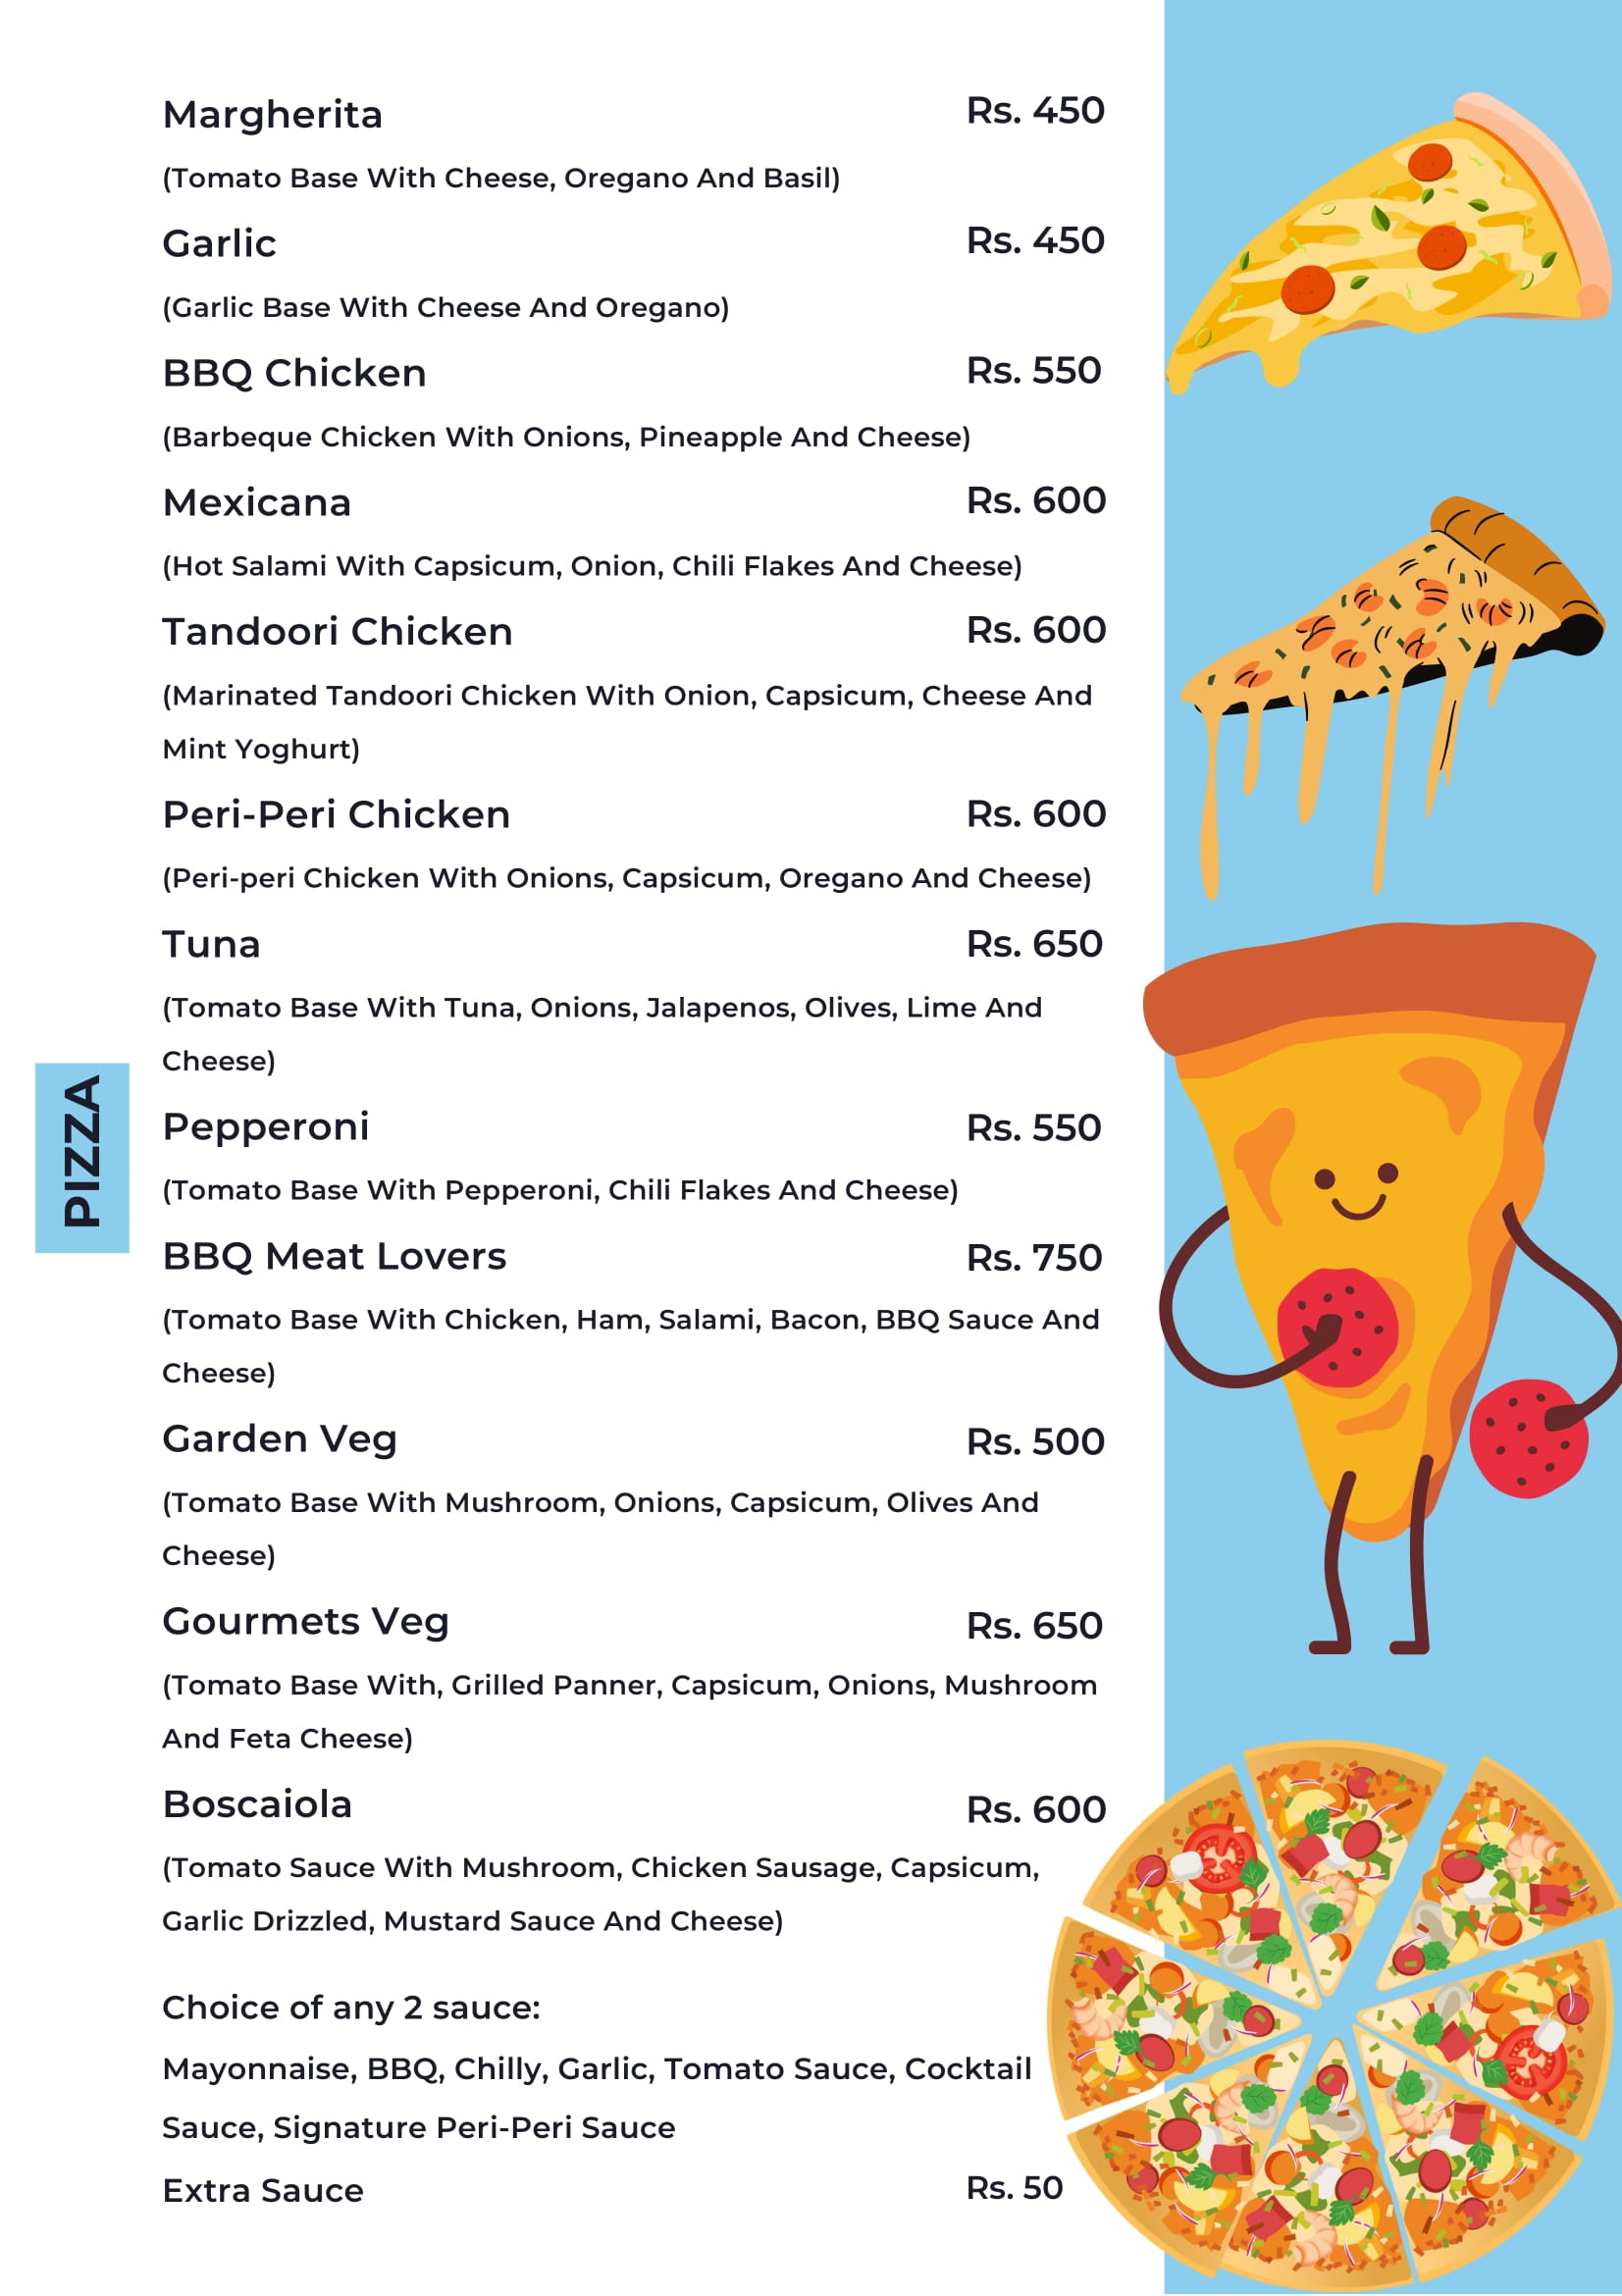 Margherita Rs. 450
(Tomato Base With Cheese, Oregano And Basil)
Garlic Rs. 450
(Garlic Base With Cheese And Oregano)
BBQ Chicken Rs. 550
(Barbeque Chicken With Onions, Pineapple And Cheese)
Mexicana Rs. 600
(Hot Salami With Capsicum, Onion, Chili Flakes And Cheese)
Tandoori Chicken Rs. 600
(Marinated Tandoori Chicken With Onion, Capsicum, Cheese And
Mint Yoghurt)
Peri-Peri Chicken Rs. 600
(Peri-peri Chicken With Onions, Capsicum, Oregano And Cheese)
Tuna Rs. 650
(Tomato Base With Tuna, Onions, Jalapenos, Olives, Lime And
Cheese)
PIZZA
Pepperoni Rs. 550
(Tomato Base With Pepperoni, Chili Flakes And Cheese)
BBQ Meat Lovers Rs. 750
(Tomato Base With Chicken, Ham, Salami, Bacon, BBQ Sauce And
Cheese)
Garden Veg Rs. 500
(Tomato Base With Mushroom, Onions, Capsicum, Olives And
Cheese)
Gourmets Veg Rs. 650
(Tomato Base With, Grilled Panner, Capsicum, Onions, Mushroom
And Feta Cheese)
Boscaiola Rs. 600
(Tomato Sauce With Mushroom, Chicken Sausage, Capsicum,
Garlic Drizzled, Mustard Sauce And Cheese)
Choice of any 2 sauce:
Mayonnaise, BBQ, Chilly, Garlic, Tomato Sauce, Cocktail
Sauce, Signature Peri-Peri Sauce
Extra Sauce Rs. 50